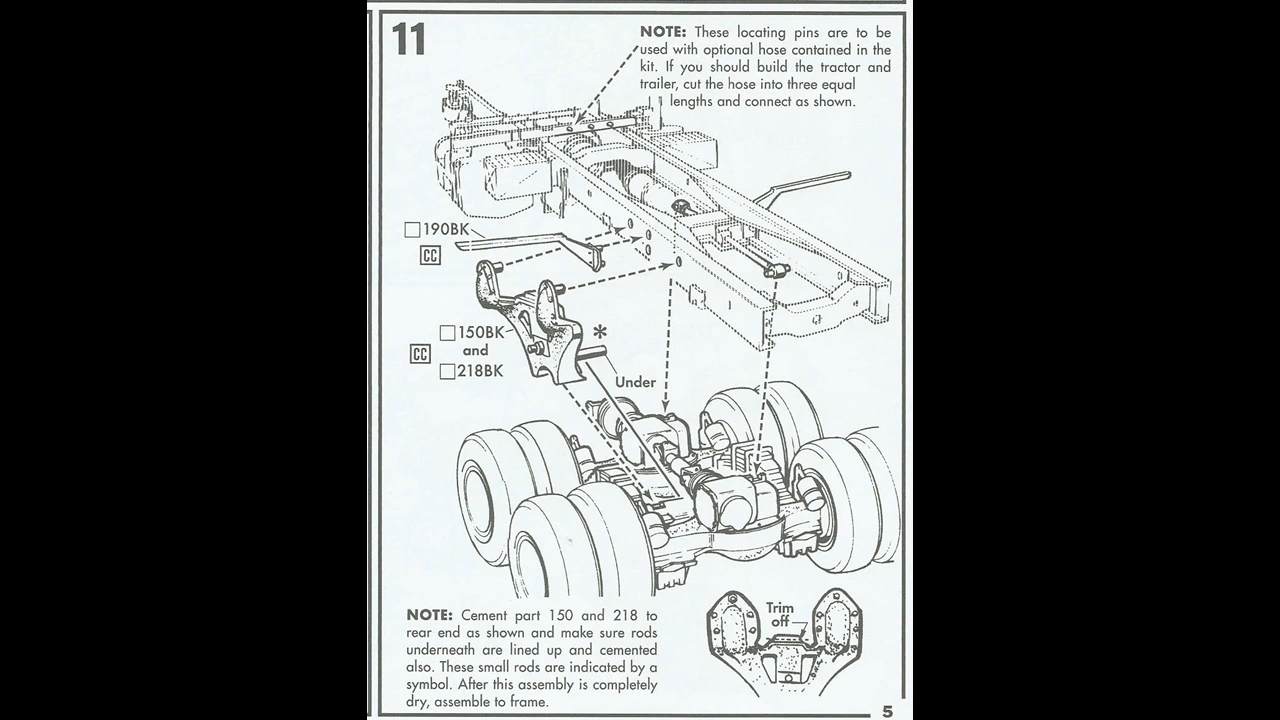 11
NOTE: These locating pins are to be
used with optional hose contained in the
kit. If you should build the tractor and
trailer, cut the hose into three equal
lengths and connect as shown.
190BK
CC
150BK
CC
and
218BK
*
Under
NOTE: Cement part 150 and 218 to
rear end as shown and make sure rods
underneath are lined up and cemented
also. These small rods are indicated by a
symbol. After this assembly is completely
dry, assemble to frame.
Trim
off
5